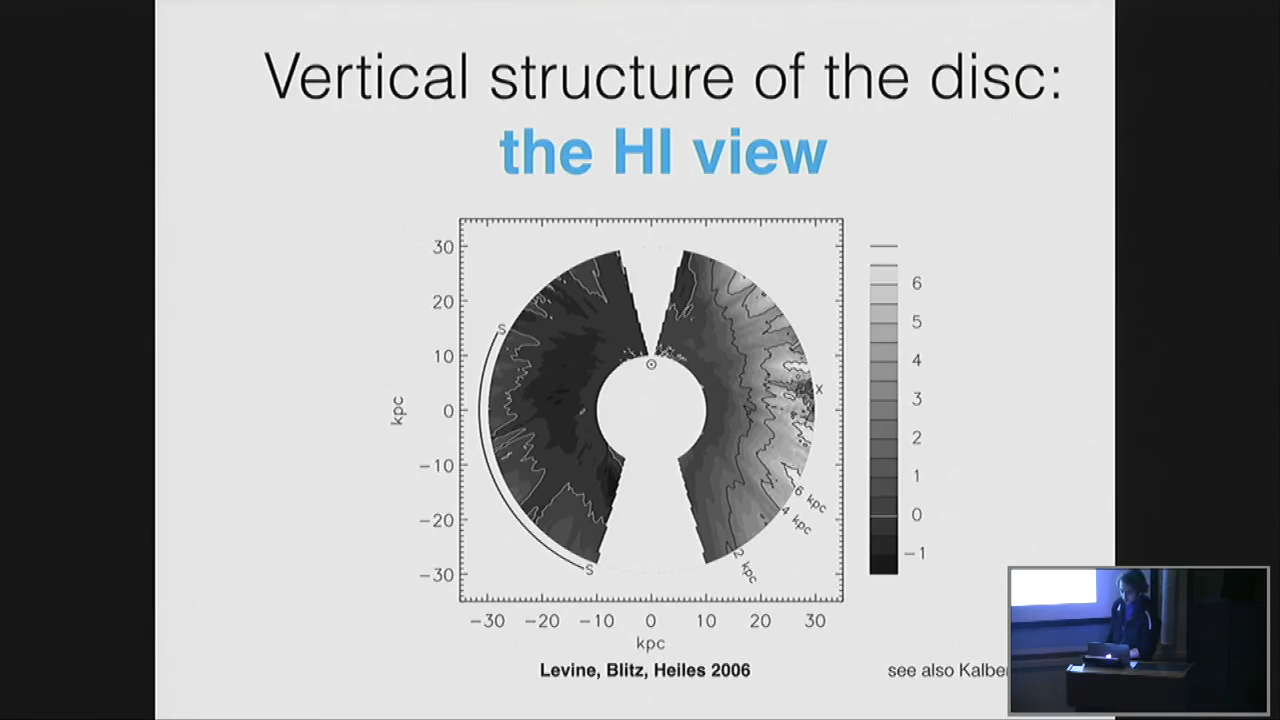 Vertical structure of the disc:
the HI view
30
20
10
0
−10
−20
−30
kpc
−30 −20 −10 0 10 20 30
kpc
S
S
X
6 kpc
4 kpc
2 kpc
6
5
4
3
2
1
0
−1
Levine, Blitz, Heiles 2006
see also